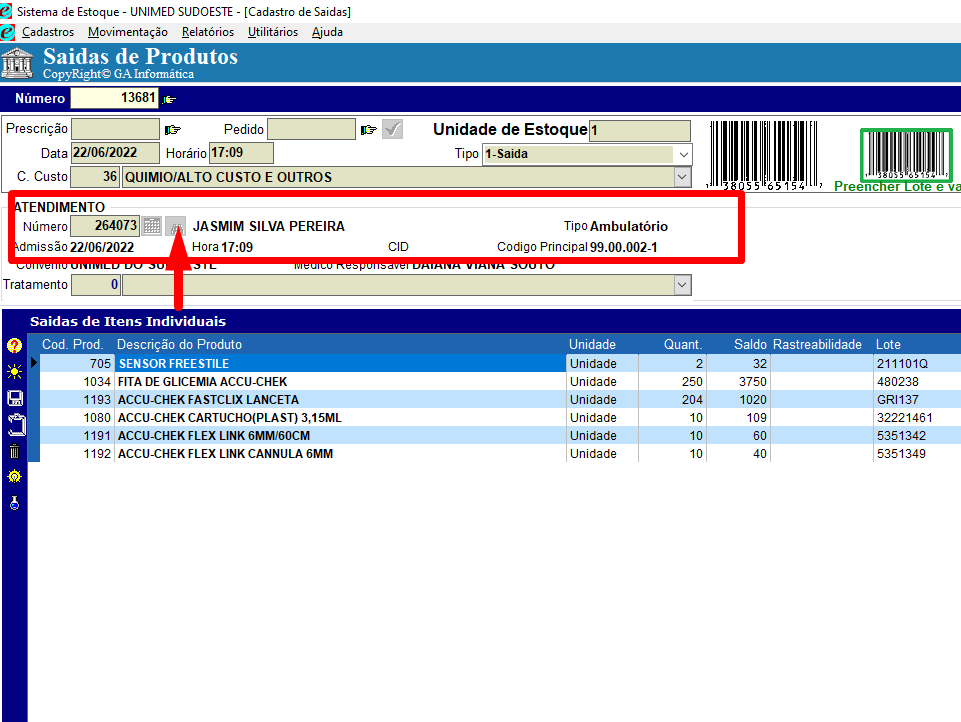 Sistema de Estoque - UNIMED SUDOESTE - [Cadastro de Saidas]
Cadastros Movimentação Relatórios Utilitários Ajuda
Saidas de Produtos
CopyRight© GA Informática
Número 13681
Prescrição Pedido Unidade de Estoque 1
Data 22/06/2022 Horário 17:09 Tipo 1-Saida
C. Custo 36 QUIMIO/ALTO CUSTO E OUTROS
1 38055 65154 7
1 38055 65154 7
Preencher Lote e va
ATENDIMENTO
Número 264073 JASMIM SILVA PEREIRA Tipo Ambulatório
Admissão 22/06/2022 Hora 17:09 CID Codigo Principal 99.00.002-1
Convenio UNIMED DO SUDOESTE Medico Responsavel DAIANA VIANA SOUTO
Tratamento 0
Saidas de Itens Individuais
Cod. Prod. Descrição do Produto Unidade Quant. Saldo Rastreabilidade Lote
705 SENSOR FREESTILE Unidade 2 32 211101Q
1034 FITA DE GLICEMIA ACCU-CHEK Unidade 250 3750 480238
1193 ACCU-CHEK FASTCLIX LANCETA Unidade 204 1020 GRI137
1080 ACCU-CHEK CARTUCHO(PLAST) 3,15ML Unidade 10 109 32221461
1191 ACCU-CHEK FLEX LINK 6MM/60CM Unidade 10 60 5351342
1192 ACCU-CHEK FLEX LINK CANNULA 6MM Unidade 10 40 5351349